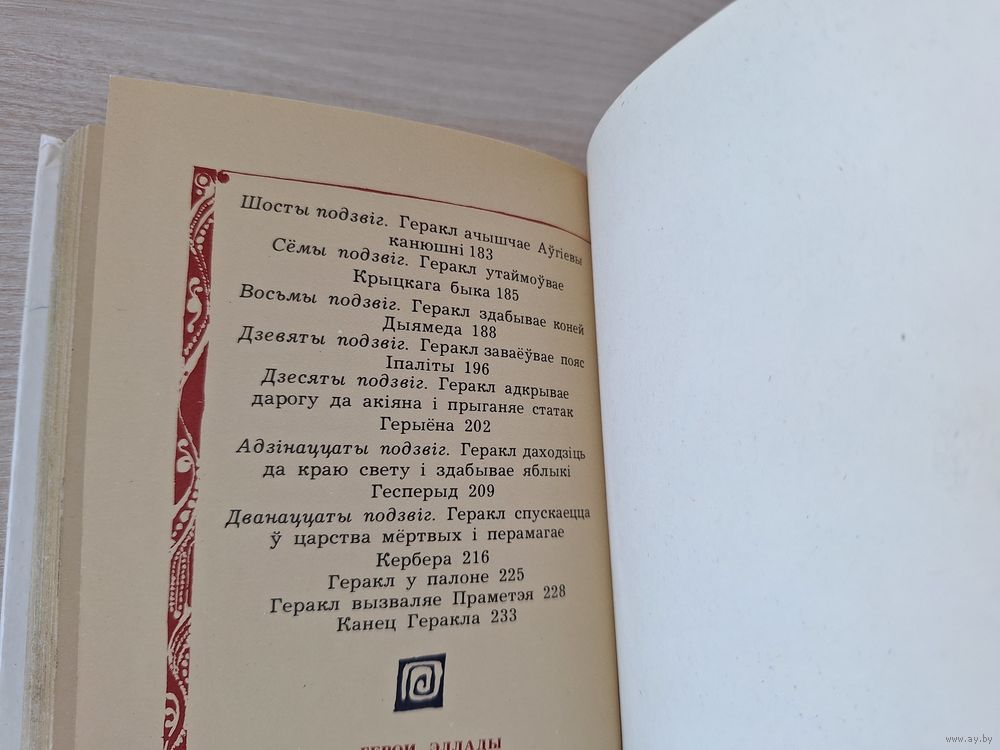 Шосты подзвіг. Геракл ачышчае Аўгіевы
канюшні 183
Сёмы подзвіг. Геракл утаймоўвае
Крыцкага быка 185
Восьмы подзвіг. Геракл здабывае коней
Дыямеда 188
Дзевяты подзвіг. Геракл заваёўвае пояс
Іпаліты 196
Дзесяты подзвіг. Геракл адкрывае
дарогу да акіяна і прыганяе статак
Герыёна 202
Адзінаццаты подзвіг. Геракл даходзіць
да краю свету і здабывае яблыкі
Гесперыд 209
Дванаццаты подзвіг. Геракл спускаецца
ў царства мёртвых і перамагае
Кербера 216
Геракл у палоне 225
Геракл вызваляе Праметэя 228
Канец Геракла 233
ГЕРОИ ЭЛЛАДЫ
www.ay.by